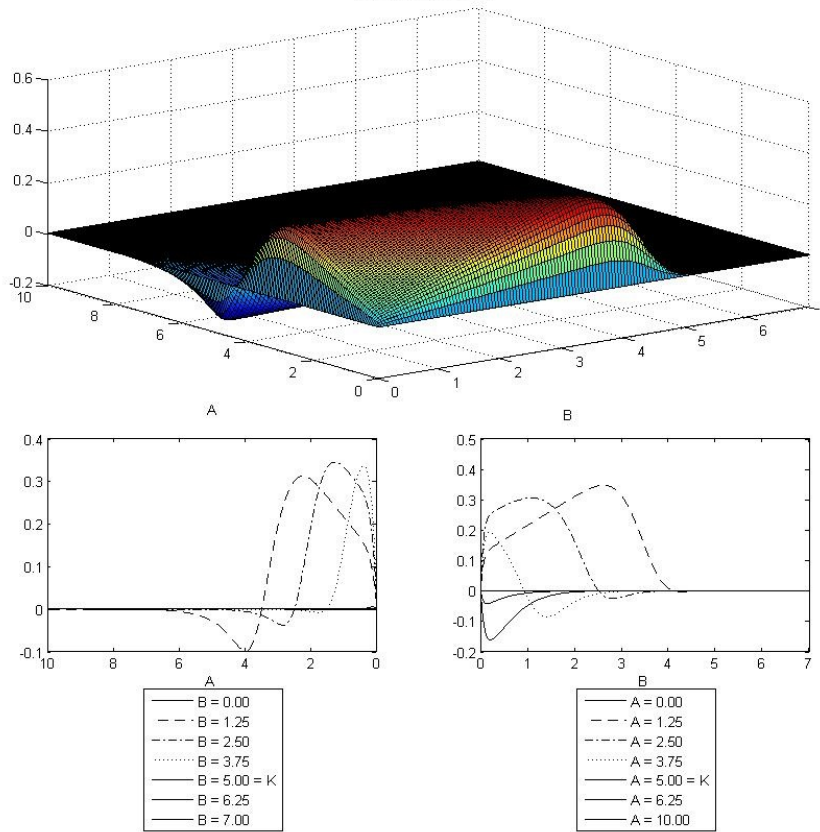 0.6
0.4
0.2
0
-0.2
10
8
6
4
2
0
0
1
2
3
4
5
6
A
B
0.4
0.3
0.2
0.1
0
-0.1
10
8
6
4
2
0
A
B = 0.00
B = 1.25
B = 2.50
B = 3.75
B = 5.00 = K
B = 6.25
B = 7.00
0.5
0.4
0.3
0.2
0.1
0
-0.1
-0.2
0
1
2
3
4
5
6
7
B
A = 0.00
A = 1.25
A = 2.50
A = 3.75
A = 5.00 = K
A = 6.25
A = 10.00